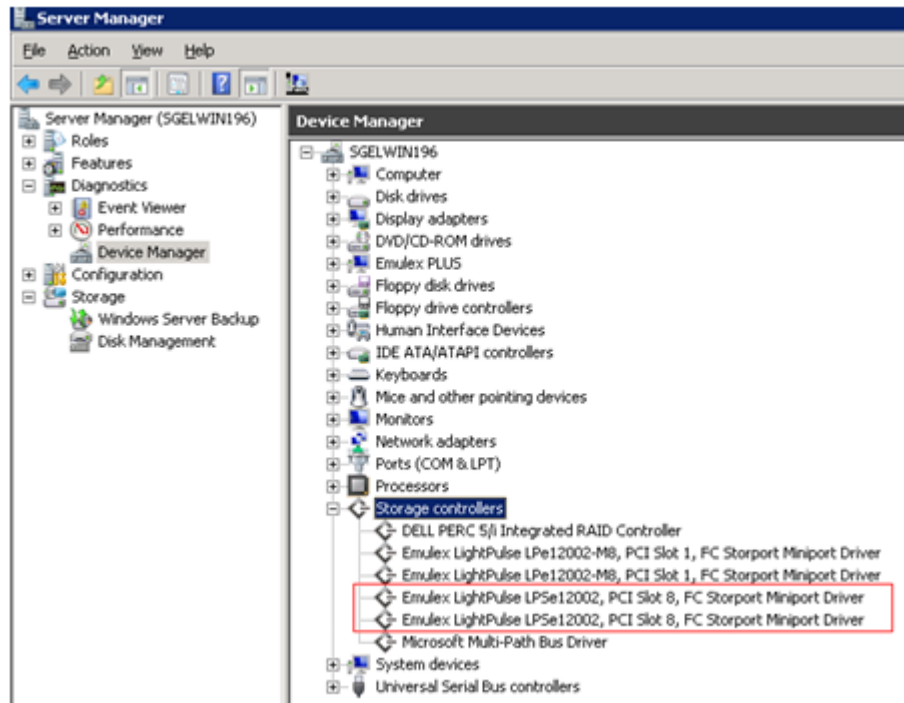 Server Manager
File Action View Help
Server Manager (SGELWIN196)
Roles
Features
Diagnostics
Event Viewer
Performance
Device Manager
Configuration
Storage
Windows Server Backup
Disk Management
Device Manager
SGELWIN196
Computer
Disk drives
Display adapters
DVD/CD-ROM drives
Emulex PLUS
Floppy disk drives
Floppy drive controllers
Human Interface Devices
IDE ATA/ATAPI controllers
Keyboards
Mice and other pointing devices
Monitors
Network adapters
Ports (COM & LPT)
Processors
Storage controllers
DELL PERC 5/i Integrated RAID Controller
Emulex LightPulse LPe12002-M8, PCI Slot 1, FC Storport Miniport Driver
Emulex LightPulse LPe12002-M8, PCI Slot 1, FC Storport Miniport Driver
Emulex LightPulse LPSe12002, PCI Slot 8, FC Storport Miniport Driver
Emulex LightPulse LPSe12002, PCI Slot 8, FC Storport Miniport Driver
Microsoft Multi-Path Bus Driver
System devices
Universal Serial Bus controllers